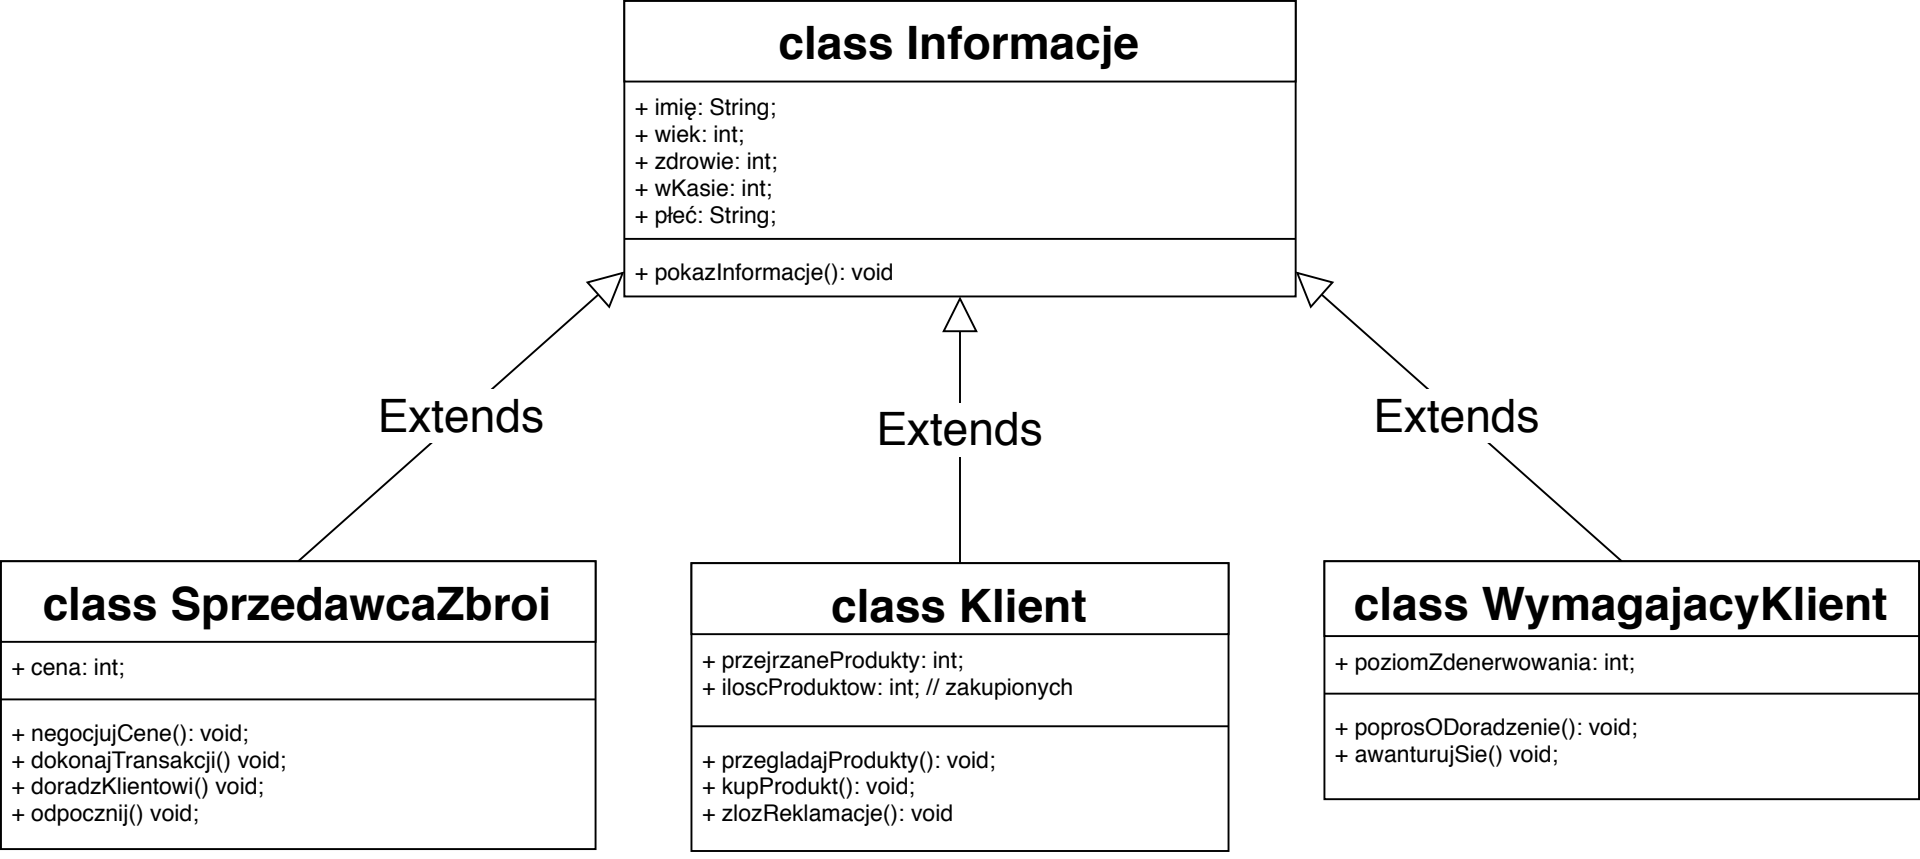 class Informacje
+ imię: String;
+ wiek: int;
+ zdrowie: int;
+ wKasie: int;
+ płeć: String;
+ pokazInformacje(): void
Extends
Extends
Extends
class SprzedawcaZbroi
+ cena: int;
+ negocjujCene(): void;
+ dokonajTransakcji() void;
+ doradzKlientowi() void;
+ odpocznij() void;
class Klient
+ przejrzaneProdukty: int;
+ iloscProduktow: int; // zakupionych
+ przegladajProdukty(): void;
+ kupProdukt(): void;
+ zlozReklamacje(): void
class WymagajacyKlient
+ poziomZdenerwowania: int;
+ poprosODoradzenie(): void;
+ awanturujSie() void;